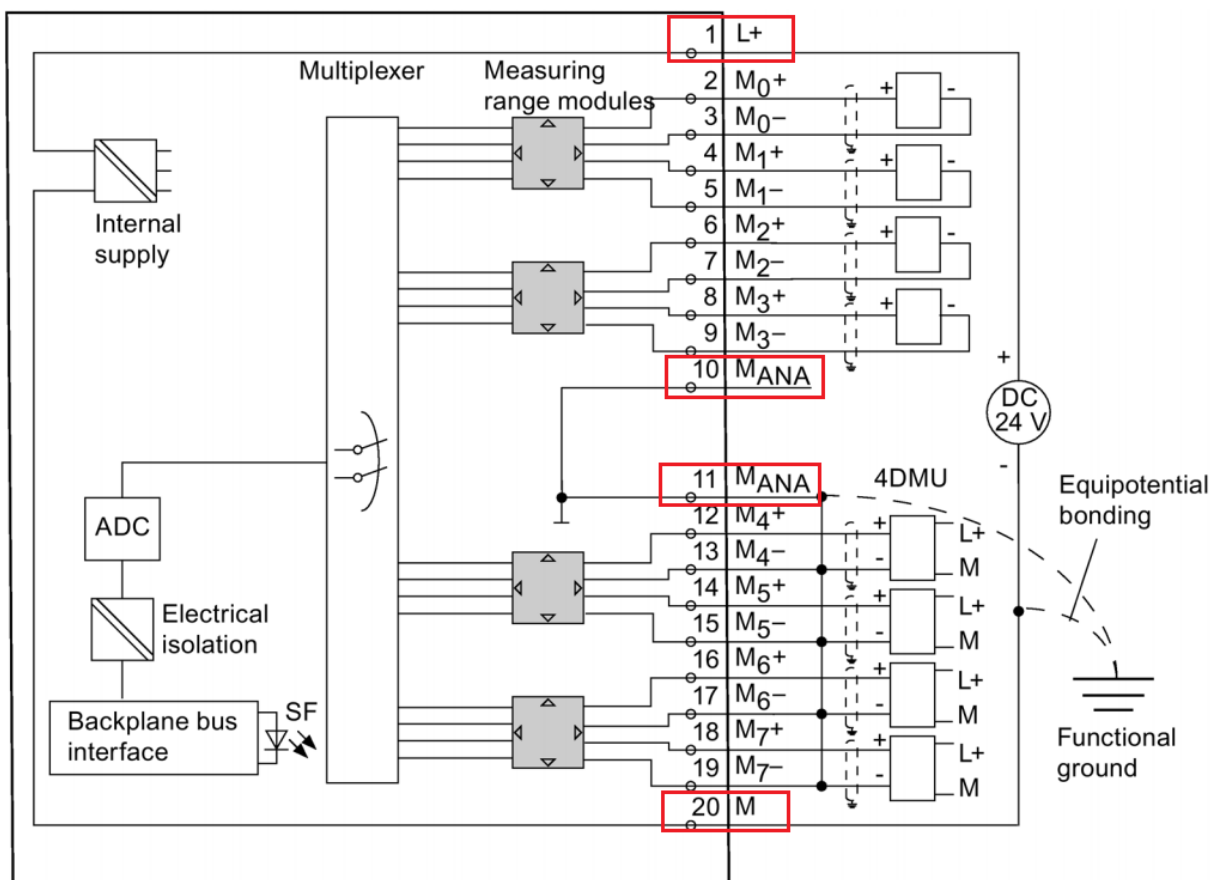 1 L+
Multiplexer
Measuring
range modules
2 M0+
3 M0–
4 M1+
5 M1–
6 M2+
7 M2–
8 M3+
9 M3–
10 MANA
11 MANA
12 M4+
13 M4–
14 M5+
15 M5–
16 M6+
17 M6–
18 M7+
19 M7–
20 M
Internal
supply
+ -
+ -
+ -
+ -
+
DC
24 V
-
4DMU
Equipotential
bonding
+ L+
- M
+ L+
- M
+ L+
- M
+ L+
- M
Functional
ground
ADC
Electrical
isolation
Backplane bus
interface
SF